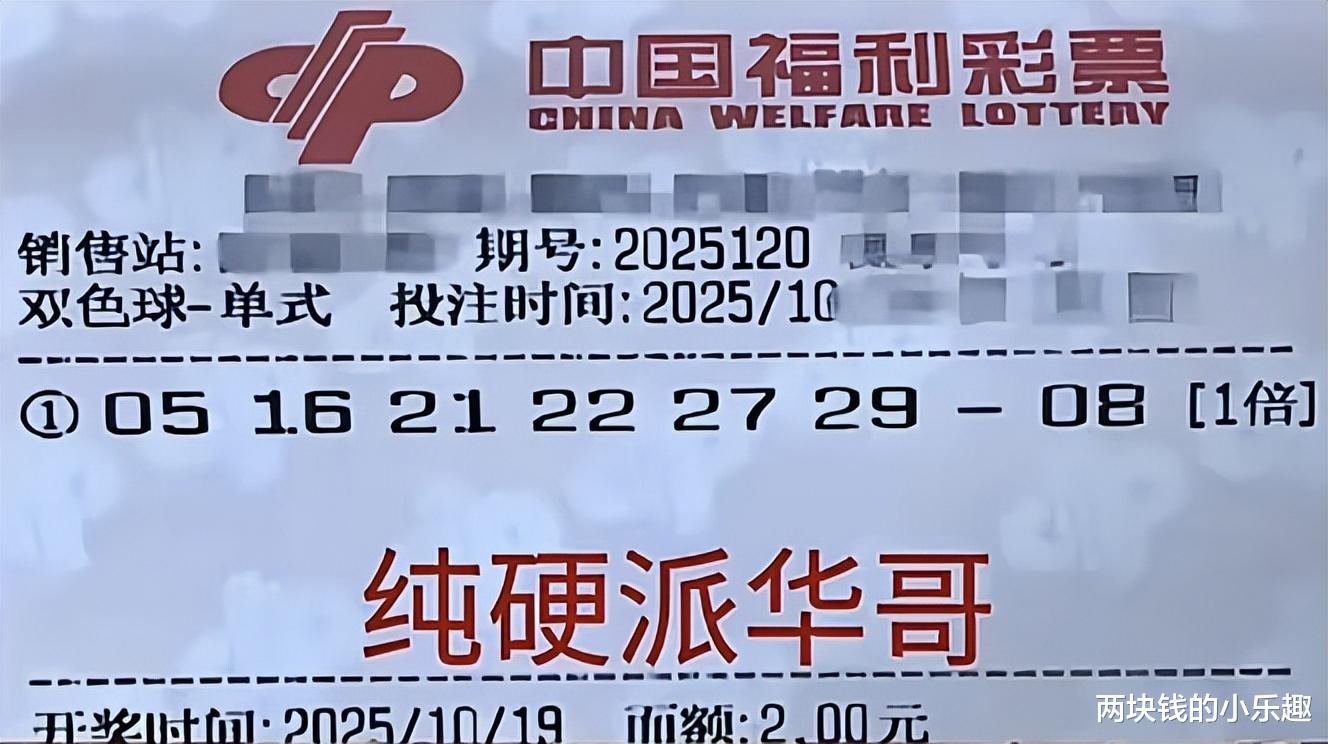 中国福利彩票
CHINA WELFARE LOTTERY
销售站: 期号:2025120
双色球-单式 投注时间:2025/10
① 05 16 21 22 27 29 - 08 [1倍]
纯硬派华哥
开奖时间:2025/10/19 面额:2.00元
两块钱的小乐趣